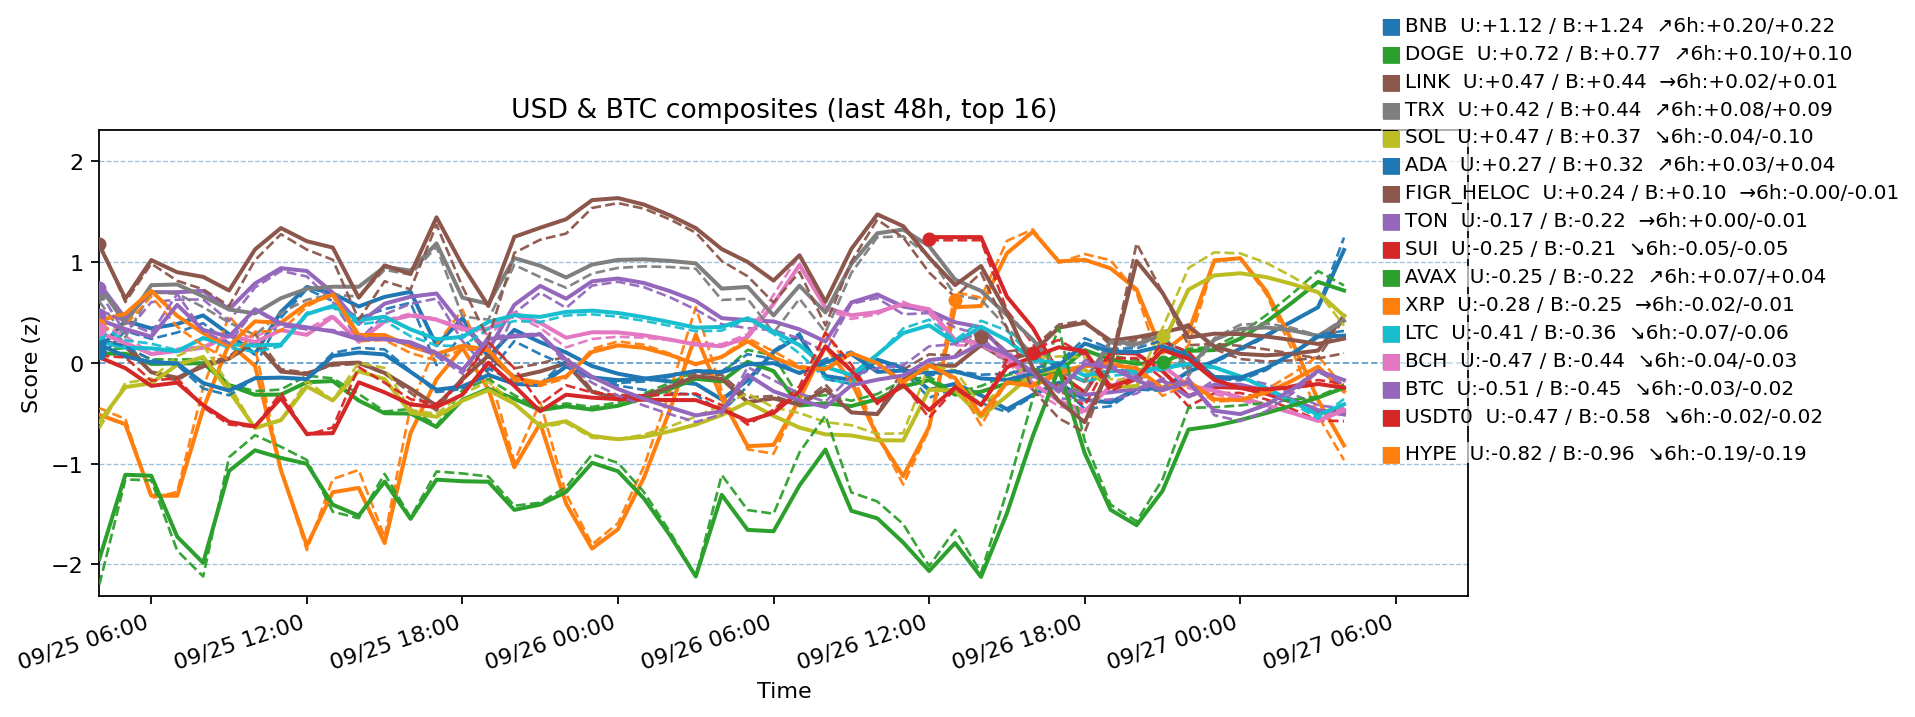 BNB U:+1.12 / B:+1.24 ↗6h:+0.20/+0.22
DOGE U:+0.72 / B:+0.77 ↗6h:+0.10/+0.10
LINK U:+0.47 / B:+0.44 →6h:+0.02/+0.01
USD & BTC composites (last 48h, top 16)
TRX U:+0.42 / B:+0.44 ↗6h:+0.08/+0.09
SOL U:+0.47 / B:+0.37 ↘6h:-0.04/-0.10
ADA U:+0.27 / B:+0.32 ↗6h:+0.03/+0.04
FIGR_HELOC U:+0.24 / B:+0.10 →6h:-0.00/-0.01
TON U:-0.17 / B:-0.22 →6h:+0.00/-0.01
SUI U:-0.25 / B:-0.21 ↘6h:-0.05/-0.05
AVAX U:-0.25 / B:-0.22 ↗6h:+0.07/+0.04
XRP U:-0.28 / B:-0.25 →6h:-0.02/-0.01
LTC U:-0.41 / B:-0.36 ↘6h:-0.07/-0.06
BCH U:-0.47 / B:-0.44 ↘6h:-0.04/-0.03
BTC U:-0.51 / B:-0.45 ↘6h:-0.03/-0.02
USDT0 U:-0.47 / B:-0.58 ↘6h:-0.02/-0.02
HYPE U:-0.82 / B:-0.96 ↘6h:-0.19/-0.19
Score (z)
2
1
0
−1
−2
09/25 06:00
09/25 12:00
09/25 18:00
09/26 00:00
09/26 06:00
09/26 12:00
09/26 18:00
09/27 00:00
09/27 06:00
Time